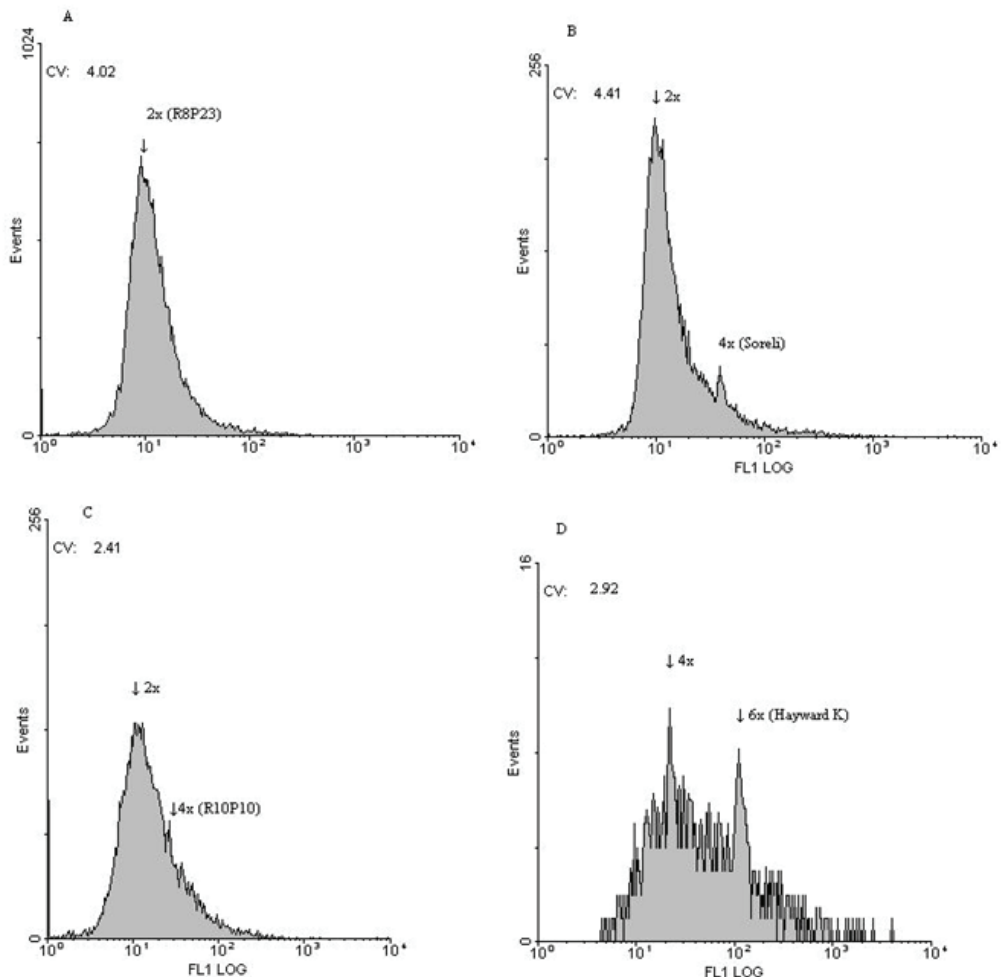 A
1024
CV: 4.02
↓ 2x (R8P23)
Events
0
10⁰ 10¹ 10² 10³ 10⁴
B
256
CV: 4.41
↓ 2x
4x (Soreli)
↓
Events
0
10⁰ 10¹ 10² 10³ 10⁴
FL1 LOG
C
256
CV: 2.41
↓ 2x
↓4x (R10P10)
Events
0
10⁰ 10¹ 10² 10³ 10⁴
FL1 LOG
D
16
CV: 2.92
↓ 4x
↓ 6x (Hayward K)
Events
0
10⁰ 10¹ 10² 10³ 10⁴
FL1 LOG